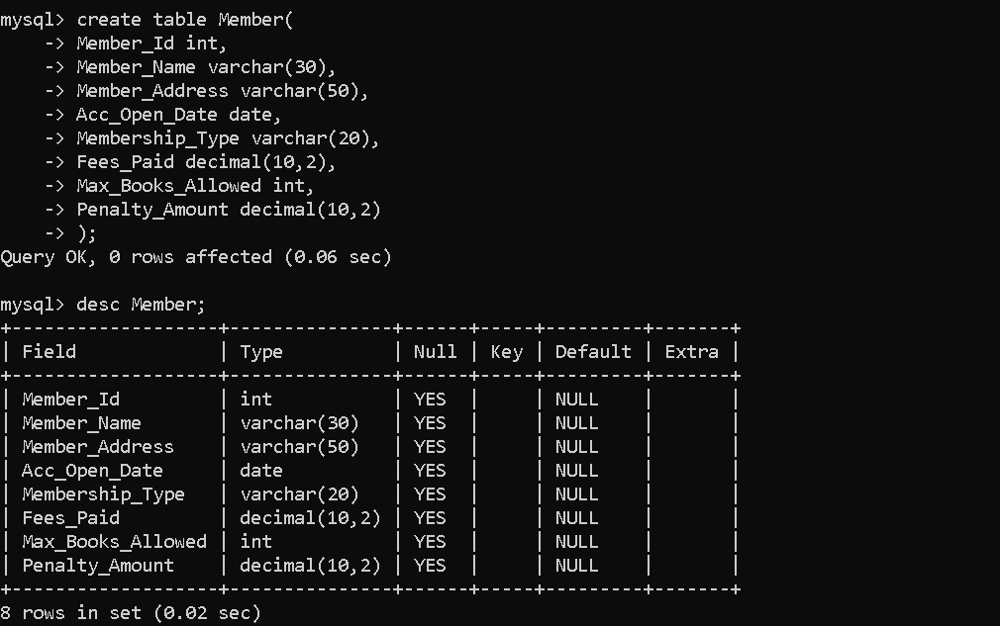 mysql> create table Member(
    -> Member_Id int,
    -> Member_Name varchar(30),
    -> Member_Address varchar(50),
    -> Acc_Open_Date date,
    -> Membership_Type varchar(20),
    -> Fees_Paid decimal(10,2),
    -> Max_Books_Allowed int,
    -> Penalty_Amount decimal(10,2)
    -> );
Query OK, 0 rows affected (0.06 sec)

mysql> desc Member;
+-------------------+---------------+------+-----+---------+-------+
| Field             | Type          | Null | Key | Default | Extra |
+-------------------+---------------+------+-----+---------+-------+
| Member_Id         | int           | YES  |     | NULL    |       |
| Member_Name       | varchar(30)   | YES  |     | NULL    |       |
| Member_Address    | varchar(50)   | YES  |     | NULL    |       |
| Acc_Open_Date     | date          | YES  |     | NULL    |       |
| Membership_Type   | varchar(20)   | YES  |     | NULL    |       |
| Fees_Paid         | decimal(10,2) | YES  |     | NULL    |       |
| Max_Books_Allowed | int           | YES  |     | NULL    |       |
| Penalty_Amount    | decimal(10,2) | YES  |     | NULL    |       |
+-------------------+---------------+------+-----+---------+-------+
8 rows in set (0.02 sec)